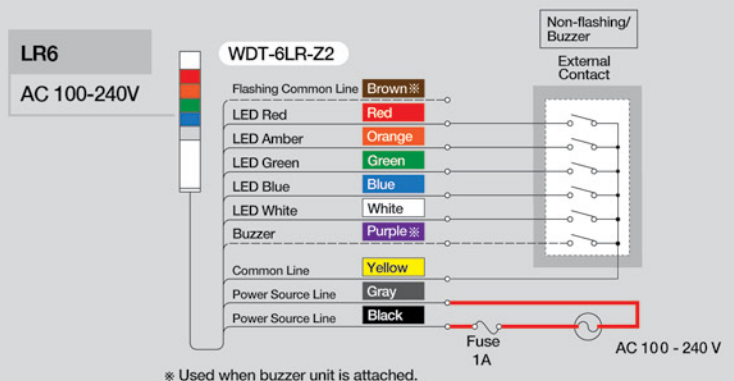 LR6
AC 100-240V
WDT-6LR-Z2
Non-flashing/
Buzzer
External
Contact
Flashing Common Line Brown※
LED Red Red
LED Amber Orange
LED Green Green
LED Blue Blue
LED White White
Buzzer Purple※
Common Line Yellow
Power Source Line Gray
Power Source Line Black
Fuse
1A
AC 100 - 240 V
※ Used when buzzer unit is attached.